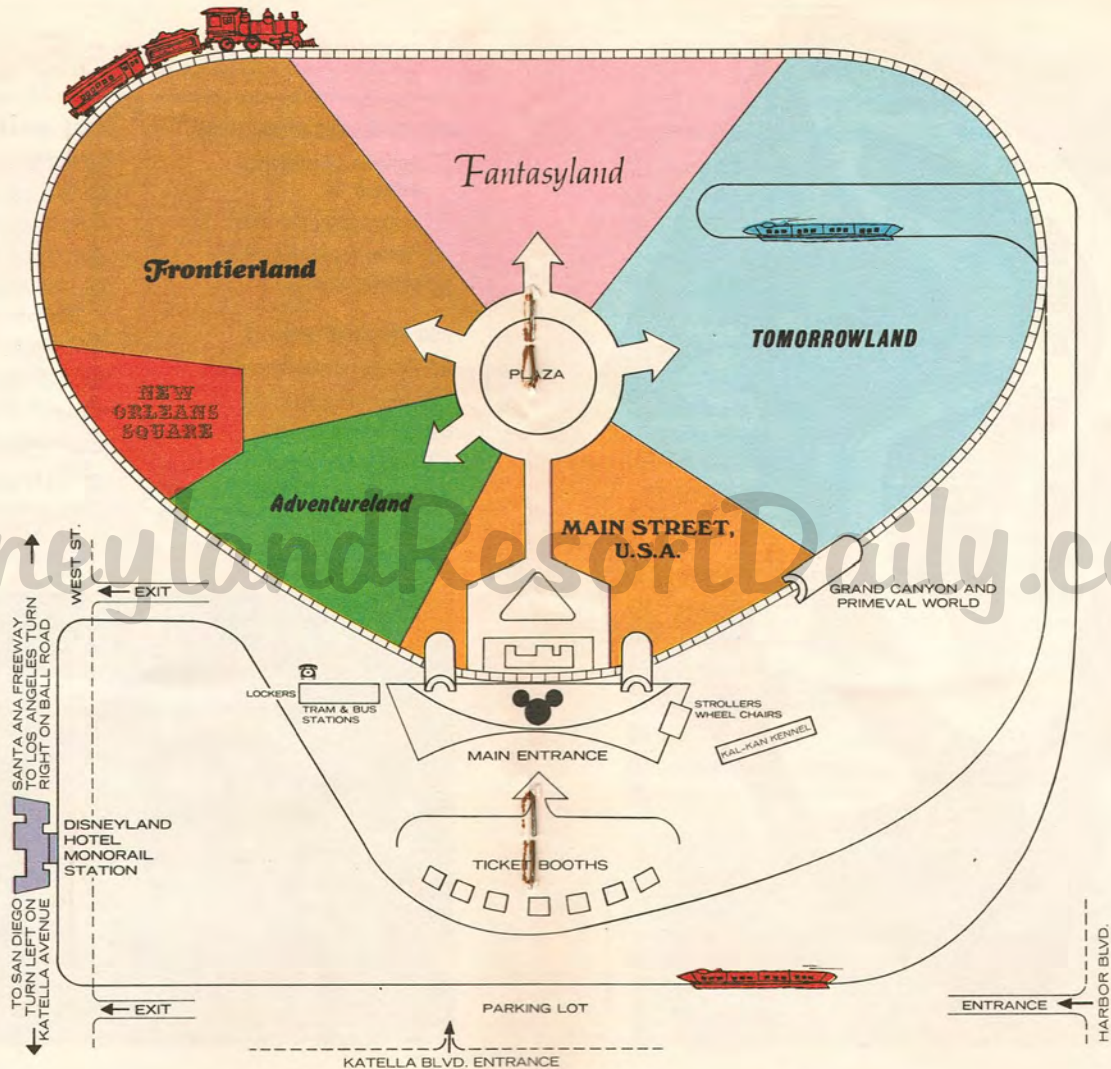 Fantasyland
Frontierland
TOMORROWLAND
PLAZA
NEW
ORLEANS
SQUARE
Adventureland
MAIN STREET,
U.S.A.
neylandResortDaily.c
GRAND CANYON AND
PRIMEVAL WORLD
WEST ST.
EXIT
SANTA ANA FREEWAY
TO LOS ANGELES TURN
RIGHT ON BALL ROAD
LOCKERS
TRAM & BUS
STATIONS
STROLLERS
WHEEL CHAIRS
KAL-KAN KENNEL
MAIN ENTRANCE
DISNEYLAND
HOTEL
MONORAIL
STATION
TICKET BOOTHS
TO SAN DIEGO
TURN LEFT ON
KATELLA AVENUE
EXIT
PARKING LOT
ENTRANCE
HARBOR BLVD.
KATELLA BLVD. ENTRANCE